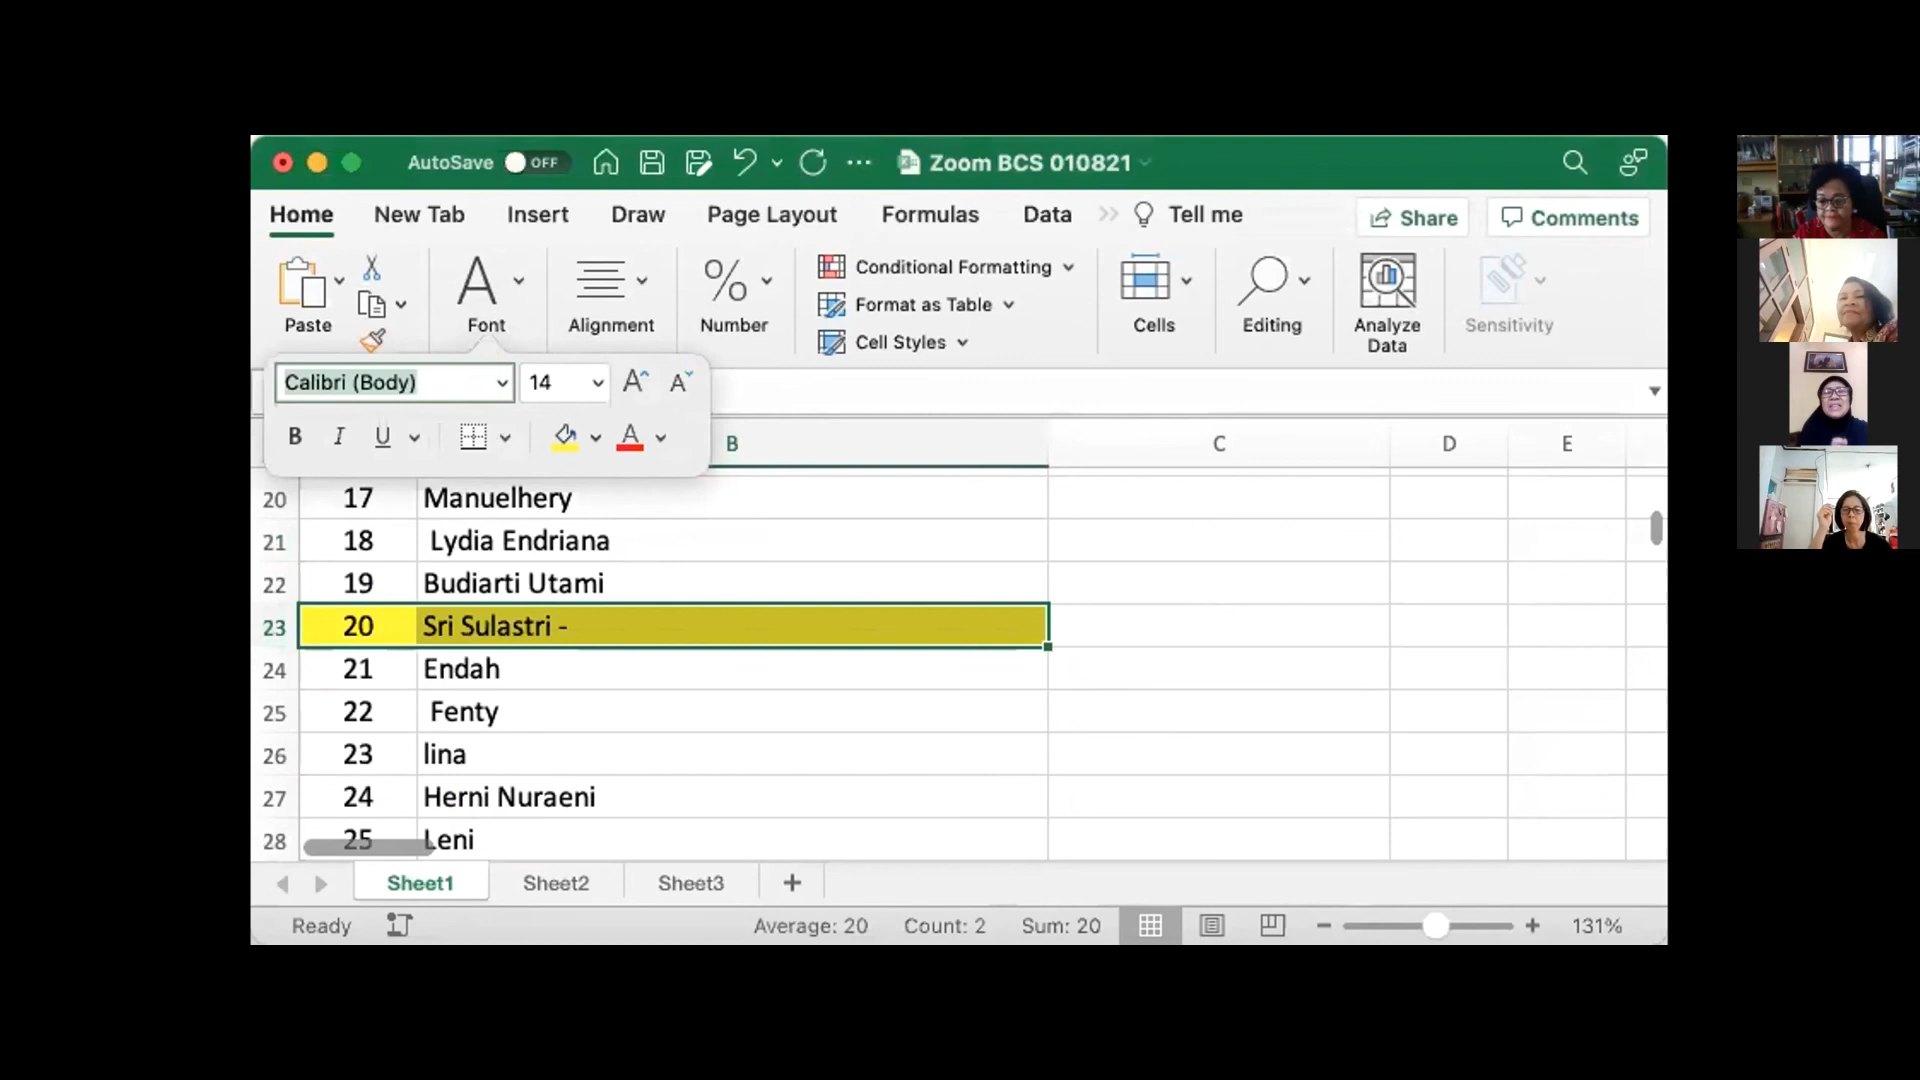 AutoSave OFF Zoom BCS 010821
Home New Tab Insert Draw Page Layout Formulas Data Tell me Share Comments
Paste Font Alignment Number Conditional Formatting Format as Table Cell Styles Cells Editing Analyze Data Sensitivity
Calibri (Body) 14
B I U A
B C D E
20 17 Manuelhery
21 18 Lydia Endriana
22 19 Budiarti Utami
23 20 Sri Sulastri -
24 21 Endah
25 22 Fenty
26 23 lina
27 24 Herni Nuraeni
28 25 Leni
Sheet1 Sheet2 Sheet3 +
Ready Average: 20 Count: 2 Sum: 20 131%